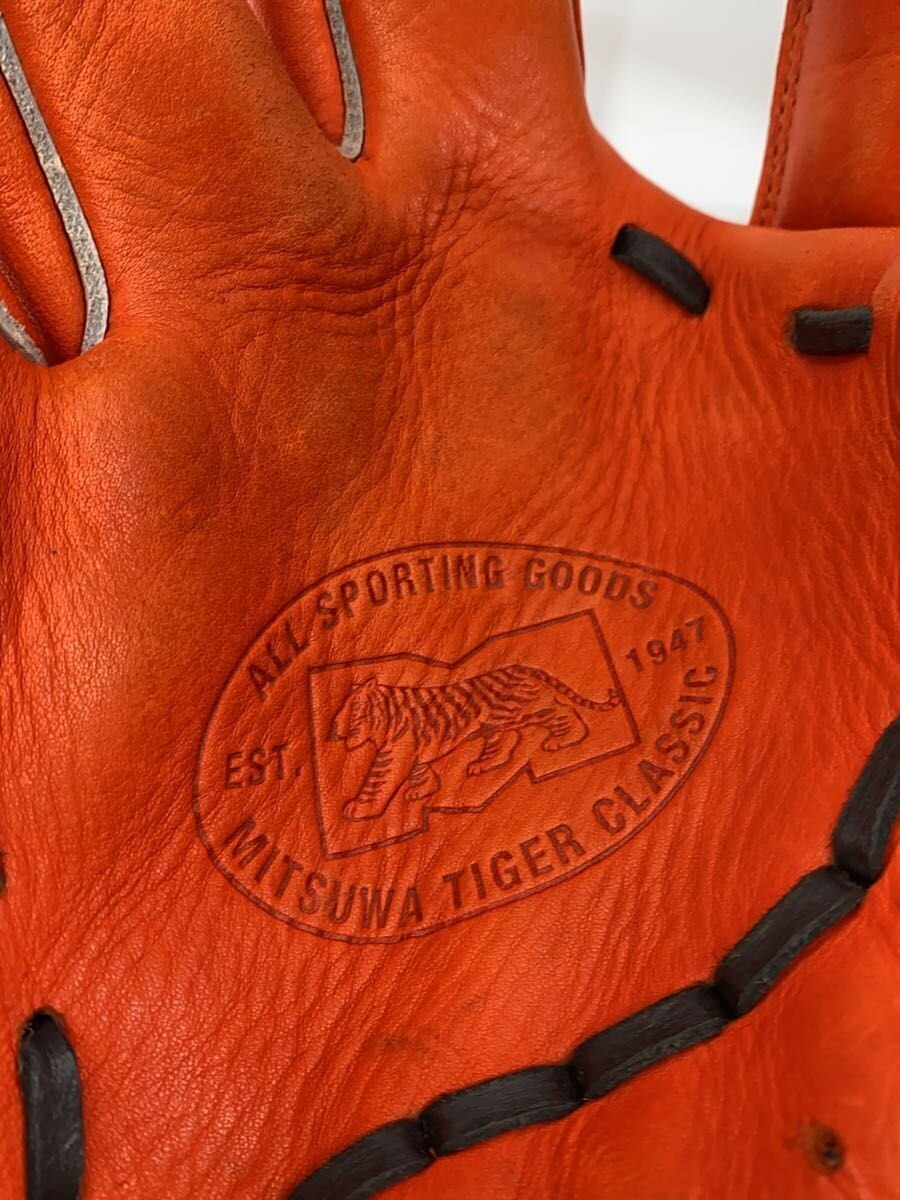 ALL SPORTING GOODS
EST. 1947
MITSUWA TIGER CLASSIC